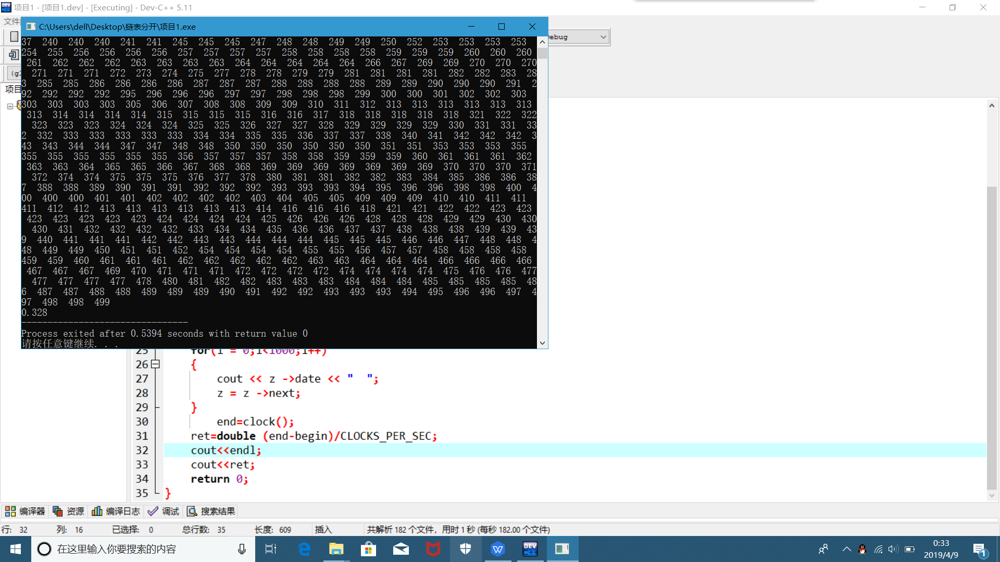 项目1 - [项目1.dev] - [Executing] - Dev-C++ 5.11
C:\Users\dell\Desktop\链表分开\项目1.exe
37  240  240  240  241  241  245  245  245  247  248  248  249  249  250  252  253  253  253  253
254  255  256  256  256  256  257  257  257  257  258  258  258  258  259  259  259  260  260  260
261  262  262  262  263  263  263  263  264  264  264  264  264  266  267  269  269  270  270  270
271  271  271  272  273  274  275  277  278  278  279  279  281  281  281  281  282  282  283  28
3  285  285  286  286  286  286  287  287  287  288  288  288  288  289  289  290  290  290  291  2
92  292  292  292  295  296  296  296  297  297  298  298  298  299  300  300  301  302  302  303
303  303  303  303  305  306  307  308  308  309  309  310  311  312  313  313  313  313  313  313
313  314  314  314  314  315  315  315  315  316  316  317  318  318  318  318  318  321  322  322
323  323  323  324  324  324  325  325  326  327  327  328  329  329  329  329  330  331  331  33
2  332  333  333  333  333  333  334  334  335  335  336  337  337  338  340  341  342  342  342  3
43  343  344  344  347  347  348  348  350  350  350  350  350  350  351  351  353  353  353  355
355  355  355  355  355  355  356  357  357  357  358  358  359  359  359  360  361  361  361  362
363  363  364  365  365  366  367  368  368  369  369  369  369  369  369  369  370  370  370  371
372  374  374  375  375  375  376  377  378  380  381  381  382  382  383  384  385  386  386  38
7  388  388  389  390  391  391  392  392  392  393  393  393  394  395  396  396  398  398  400  4
00  400  400  401  401  402  402  402  402  403  404  405  405  409  409  409  410  410  411  411
411  412  412  413  413  413  413  413  413  414  416  416  416  418  421  421  422  422  423  423
423  423  423  423  423  424  424  424  424  425  426  426  426  428  428  428  429  429  430  430
430  431  432  432  432  432  433  434  434  435  436  436  437  437  438  438  438  439  439  43
9  440  441  441  441  442  442  443  443  444  444  444  445  445  445  446  446  447  448  448  4
48  449  449  450  451  451  452  454  454  454  454  455  455  456  457  457  458  458  458  458
459  459  460  461  461  461  462  462  462  462  462  463  463  464  464  464  466  466  466  466
467  467  467  469  470  471  471  471  472  472  472  472  474  474  474  474  475  476  476  477
477  477  477  477  478  480  481  482  482  483  483  483  484  484  484  485  485  485  485  48
6  487  487  488  488  489  489  489  490  491  492  492  493  493  493  494  495  496  496  497  4
97  498  498  499
0.328
--------------------------------
Process exited after 0.5394 seconds with return value 0
请按任意键继续. . .
文件
ebug
(gl
项目
25 for(i = 0;i<1000;i++)
26 {
27 cout << z ->date << "  ";
28 z = z ->next;
29 }
30 end=clock();
31 ret=double (end-begin)/CLOCKS_PER_SEC;
32 cout<<endl;
33 cout<<ret;
34 return 0;
35 }
编译器 资源 编译日志 调试 搜索结果
行: 32 列: 16 已选择: 0 总行数: 35 长度: 609 插入 共解析 182 个文件，用时 1 秒 (每秒 182.00 个文件)
在这里输入你要搜索的内容
DEV C++
0:33
2019/4/9
1